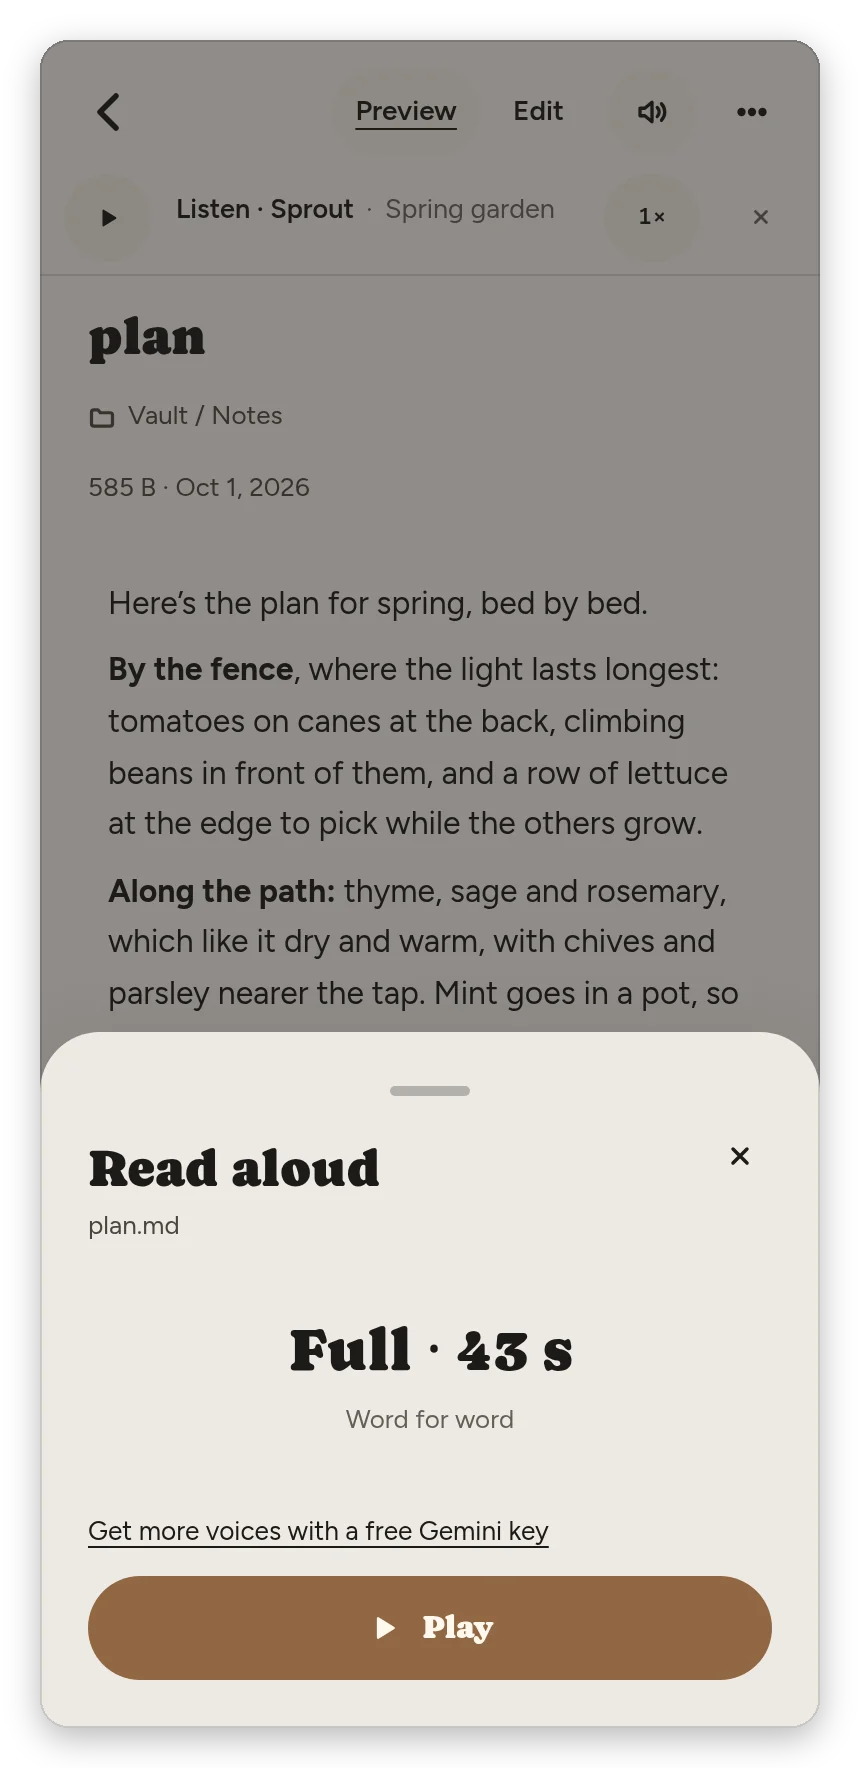 Preview Edit
Listen · Sprout · Spring garden 1×
plan
Vault / Notes
585 B · Oct 1, 2026
Here’s the plan for spring, bed by bed.
By the fence, where the light lasts longest:
tomatoes on canes at the back, climbing
beans in front of them, and a row of lettuce
at the edge to pick while the others grow.
Along the path: thyme, sage and rosemary,
which like it dry and warm, with chives and
parsley nearer the tap. Mint goes in a pot, so
Read aloud
plan.md
Full · 43 s
Word for word
Get more voices with a free Gemini key
Play